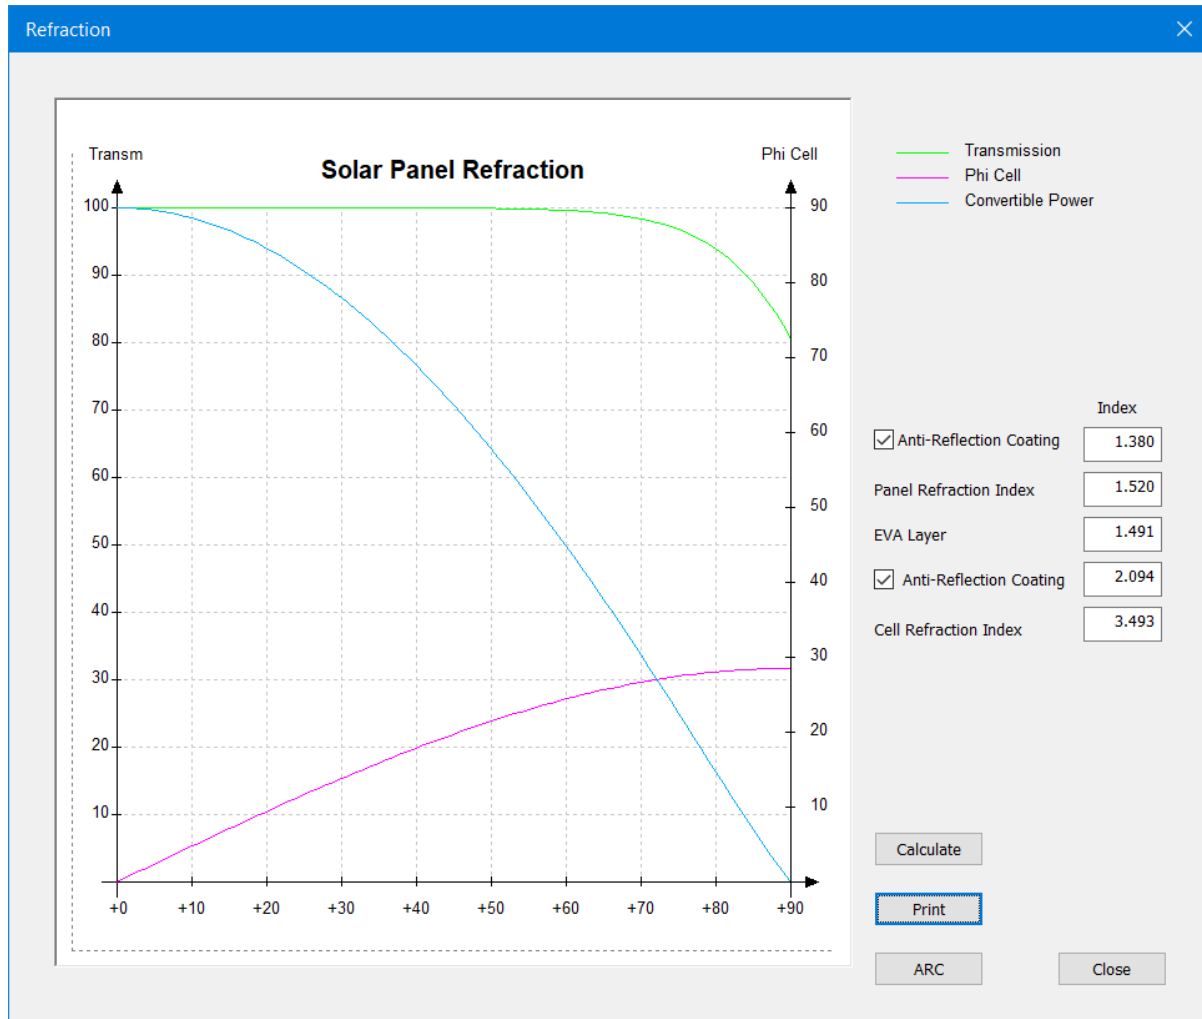 Refraction
Transm
Solar Panel Refraction
Phi Cell
100
90
80
70
60
50
40
30
20
10
90
80
70
60
50
40
30
20
10
+0 +10 +20 +30 +40 +50 +60 +70 +80 +90
Transmission
Phi Cell
Convertible Power
Index
Anti-Reflection Coating 1.380
Panel Refraction Index 1.520
EVA Layer 1.491
Anti-Reflection Coating 2.094
Cell Refraction Index 3.493
Calculate
Print
ARC Close